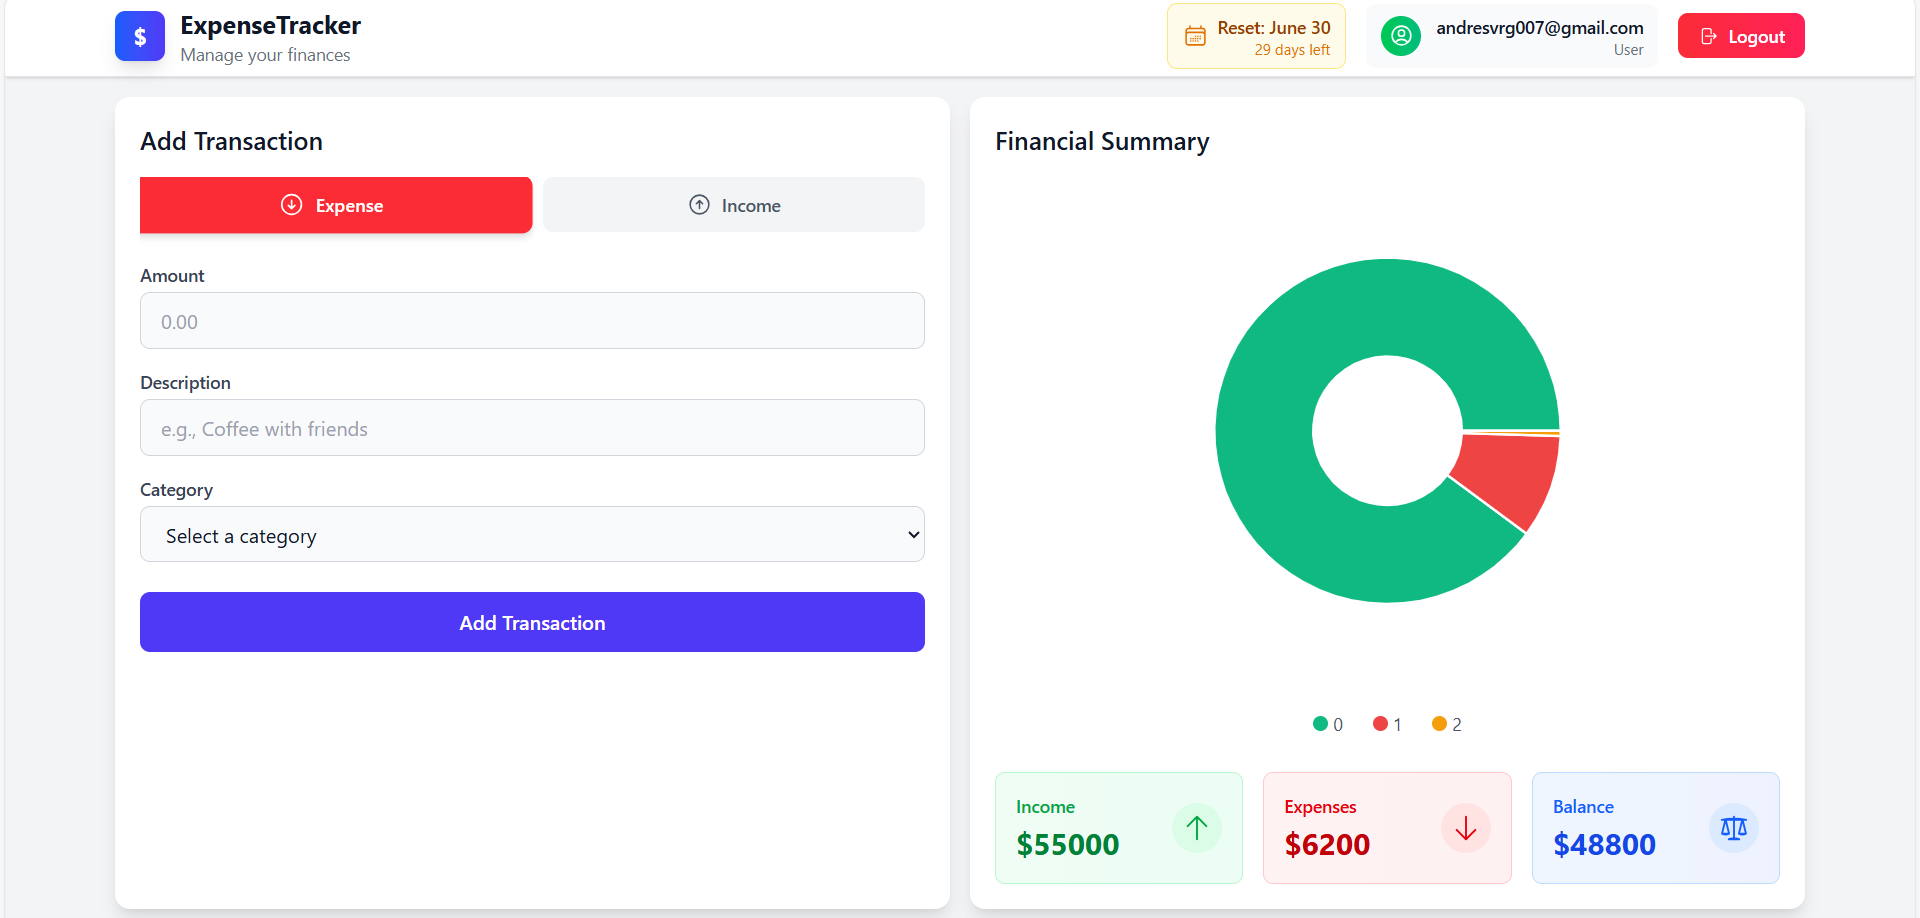 $
ExpenseTracker
Manage your finances
Reset: June 30
29 days left
andresvrg007@gmail.com
User
Logout
Add Transaction
Expense
Income
Amount
0.00
Description
e.g., Coffee with friends
Category
Select a category
Add Transaction
Financial Summary
0
1
2
Income
$55000
Expenses
$6200
Balance
$48800